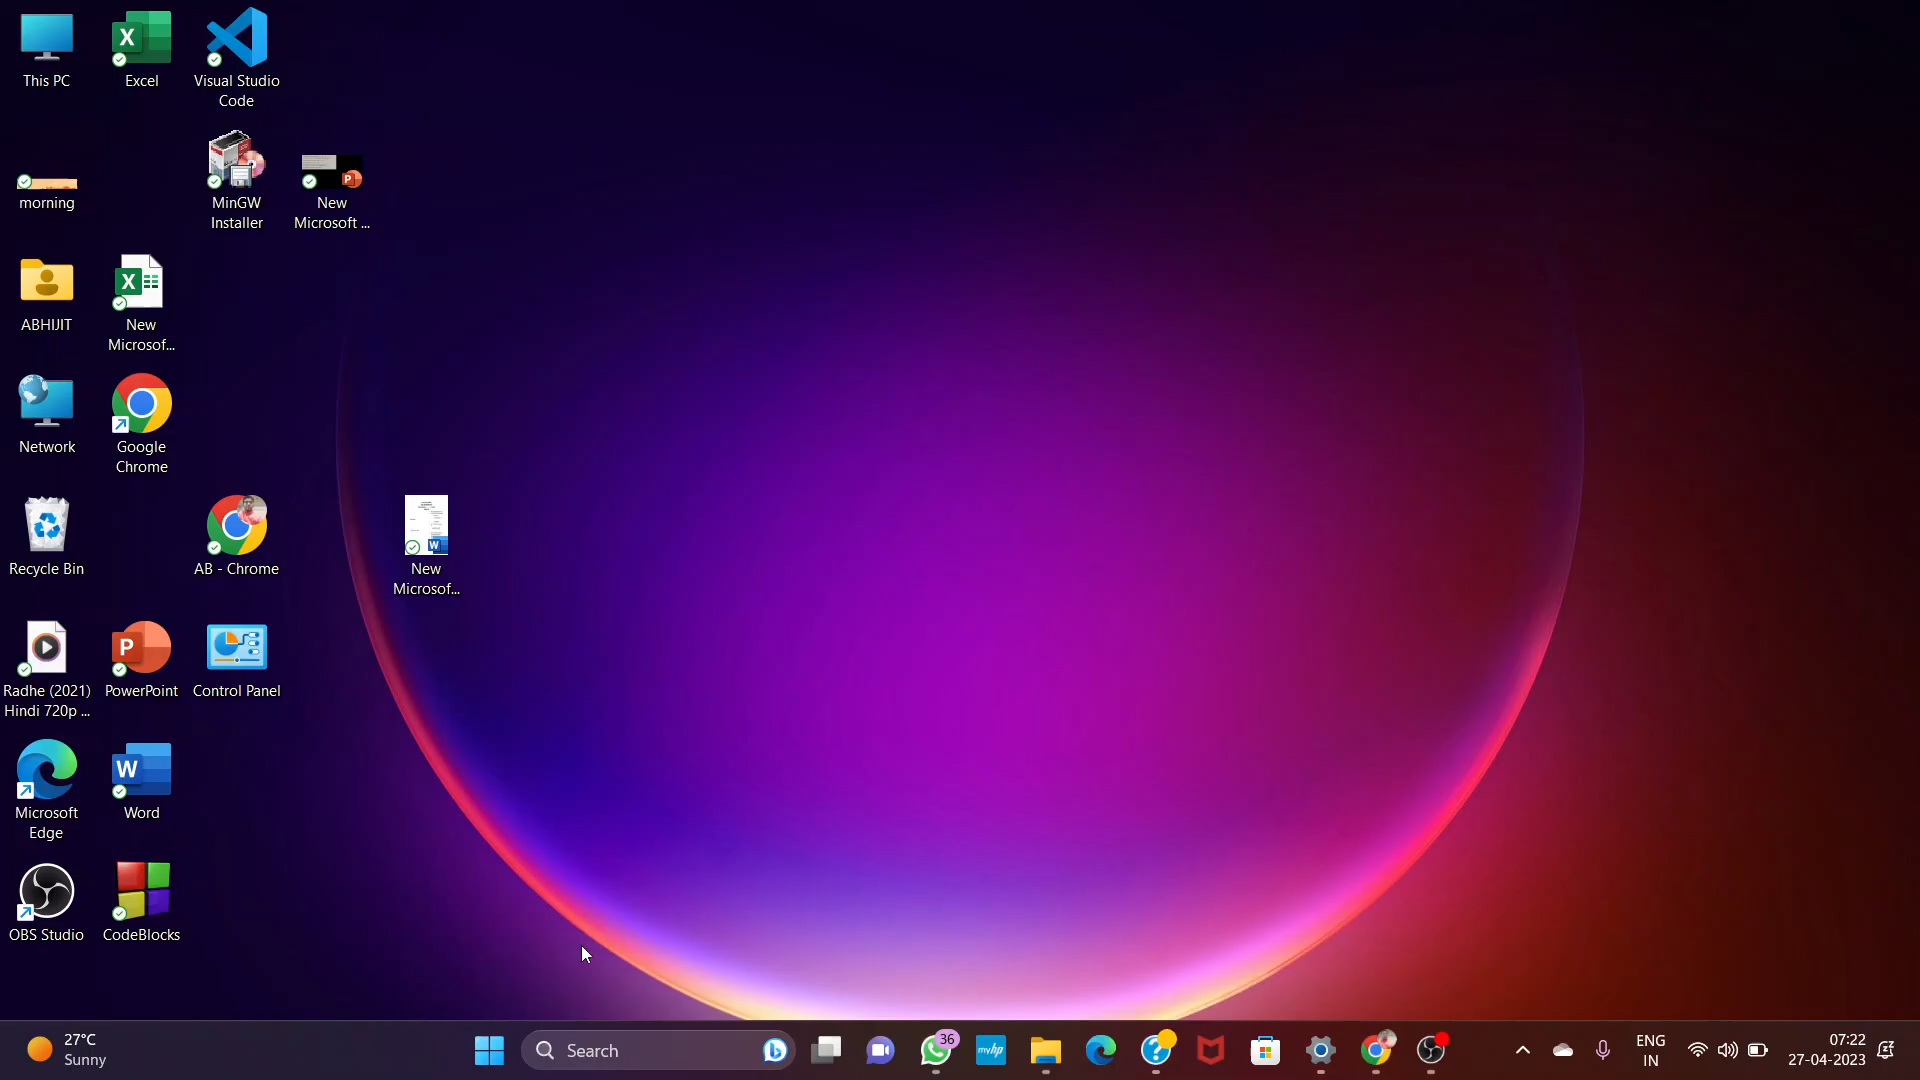 This PC
Excel
Visual Studio
Code
morning
MinGW
Installer
New
Microsoft ...
ABHIJIT
New
Microsof...
Network
Google
Chrome
Recycle Bin
AB - Chrome
New
Microsof...
Radhe (2021)
Hindi 720p ...
PowerPoint
Control Panel
Microsoft
Edge
Word
OBS Studio
CodeBlocks
27°C
Sunny
Search
36
myhp
ENG
IN
07:22
27-04-2023